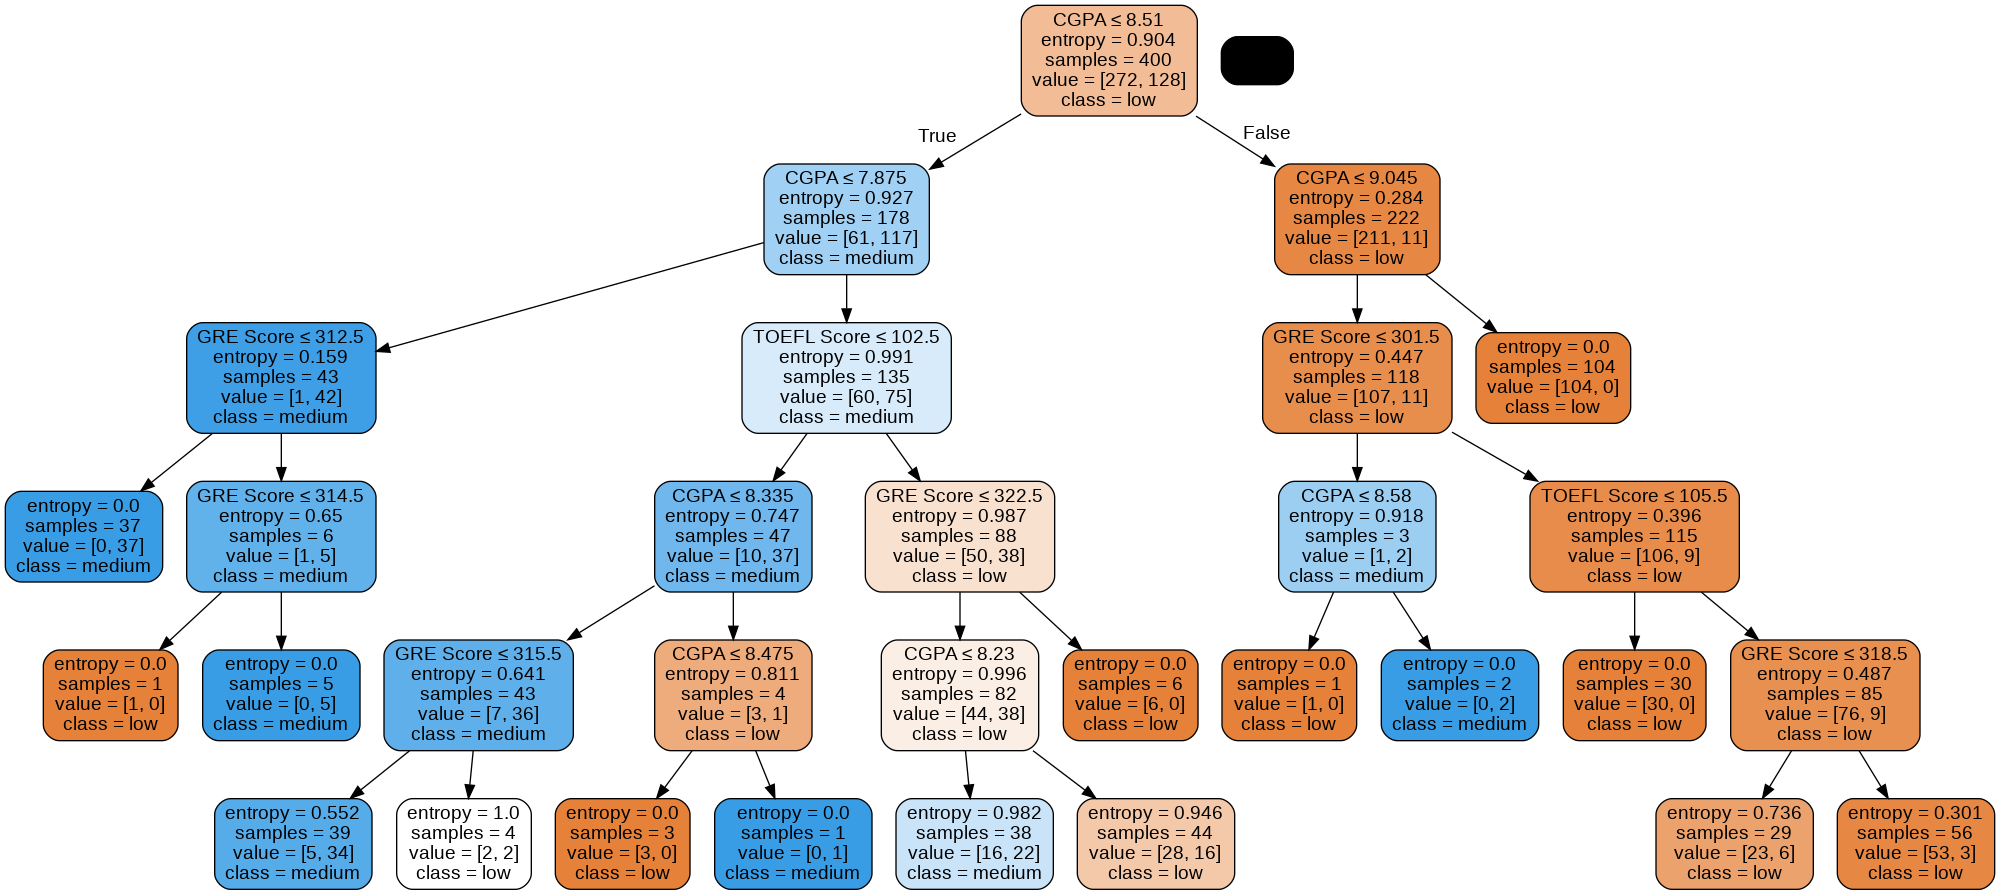 CGPA ≤ 8.51
entropy = 0.904
samples = 400
value = [272, 128]
class = low
True
False
CGPA ≤ 7.875
entropy = 0.927
samples = 178
value = [61, 117]
class = medium
CGPA ≤ 9.045
entropy = 0.284
samples = 222
value = [211, 11]
class = low
GRE Score ≤ 312.5
entropy = 0.159
samples = 43
value = [1, 42]
class = medium
TOEFL Score ≤ 102.5
entropy = 0.991
samples = 135
value = [60, 75]
class = medium
GRE Score ≤ 301.5
entropy = 0.447
samples = 118
value = [107, 11]
class = low
entropy = 0.0
samples = 104
value = [104, 0]
class = low
entropy = 0.0
samples = 37
value = [0, 37]
class = medium
GRE Score ≤ 314.5
entropy = 0.65
samples = 6
value = [1, 5]
class = medium
CGPA ≤ 8.335
entropy = 0.747
samples = 47
value = [10, 37]
class = medium
GRE Score ≤ 322.5
entropy = 0.987
samples = 88
value = [50, 38]
class = low
CGPA ≤ 8.58
entropy = 0.918
samples = 3
value = [1, 2]
class = medium
TOEFL Score ≤ 105.5
entropy = 0.396
samples = 115
value = [106, 9]
class = low
entropy = 0.0
samples = 1
value = [1, 0]
class = low
entropy = 0.0
samples = 5
value = [0, 5]
class = medium
GRE Score ≤ 315.5
entropy = 0.641
samples = 43
value = [7, 36]
class = medium
CGPA ≤ 8.475
entropy = 0.811
samples = 4
value = [3, 1]
class = low
CGPA ≤ 8.23
entropy = 0.996
samples = 82
value = [44, 38]
class = low
entropy = 0.0
samples = 6
value = [6, 0]
class = low
entropy = 0.0
samples = 1
value = [1, 0]
class = low
entropy = 0.0
samples = 2
value = [0, 2]
class = medium
entropy = 0.0
samples = 30
value = [30, 0]
class = low
GRE Score ≤ 318.5
entropy = 0.487
samples = 85
value = [76, 9]
class = low
entropy = 0.552
samples = 39
value = [5, 34]
class = medium
entropy = 1.0
samples = 4
value = [2, 2]
class = low
entropy = 0.0
samples = 3
value = [3, 0]
class = low
entropy = 0.0
samples = 1
value = [0, 1]
class = medium
entropy = 0.982
samples = 38
value = [16, 22]
class = medium
entropy = 0.946
samples = 44
value = [28, 16]
class = low
entropy = 0.736
samples = 29
value = [23, 6]
class = low
entropy = 0.301
samples = 56
value = [53, 3]
class = low